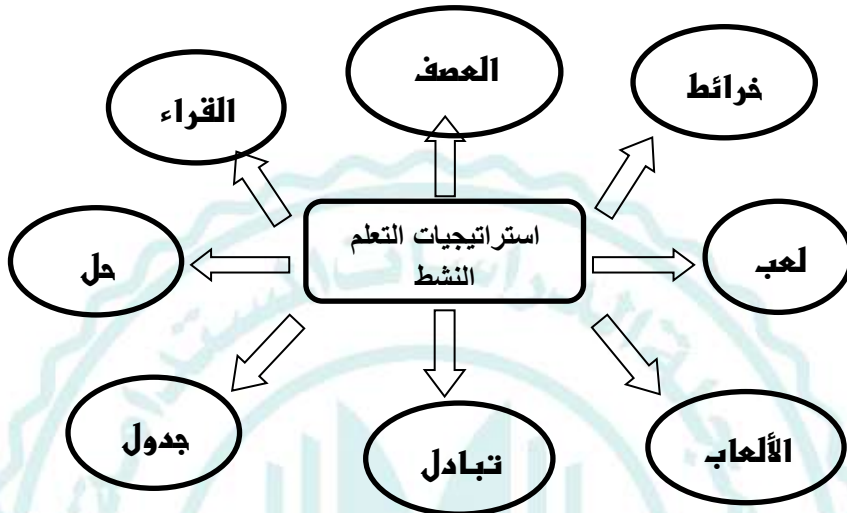 العصف
خرائط
القراء
استراتيجيات التعلم
النشط
لعب
حل
جدول
تبادل
الألعاب